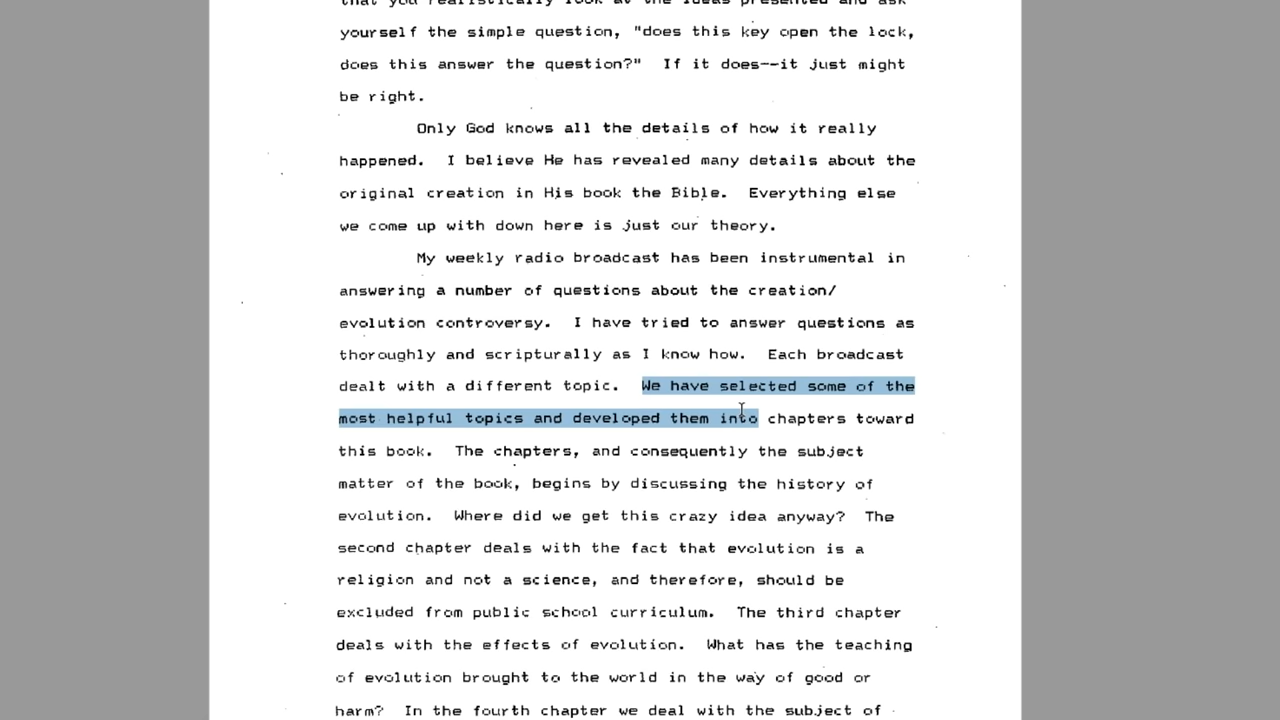 that you realistically look at the ideas presented and ask
yourself the simple question, "does this key open the lock,
does this answer the question?" If it does--it just might
be right.
Only God knows all the details of how it really
happened. I believe He has revealed many details about the
original creation in His book the Bible. Everything else
we come up with down here is just our theory.
My weekly radio broadcast has been instrumental in
answering a number of questions about the creation/
evolution controversy. I have tried to answer questions as
thoroughly and scripturally as I know how. Each broadcast
dealt with a different topic. We have selected some of the
most helpful topics and developed them into chapters toward
this book. The chapters, and consequently the subject
matter of the book, begins by discussing the history of
evolution. Where did we get this crazy idea anyway? The
second chapter deals with the fact that evolution is a
religion and not a science, and therefore, should be
excluded from public school curriculum. The third chapter
deals with the effects of evolution. What has the teaching
of evolution brought to the world in the way of good or
harm? In the fourth chapter we deal with the subject of